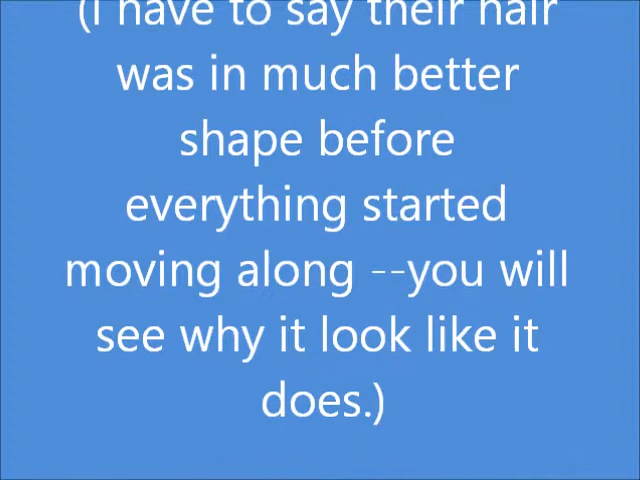 (I have to say their hair
was in much better
shape before
everything started
moving along --you will
see why it look like it
does.)